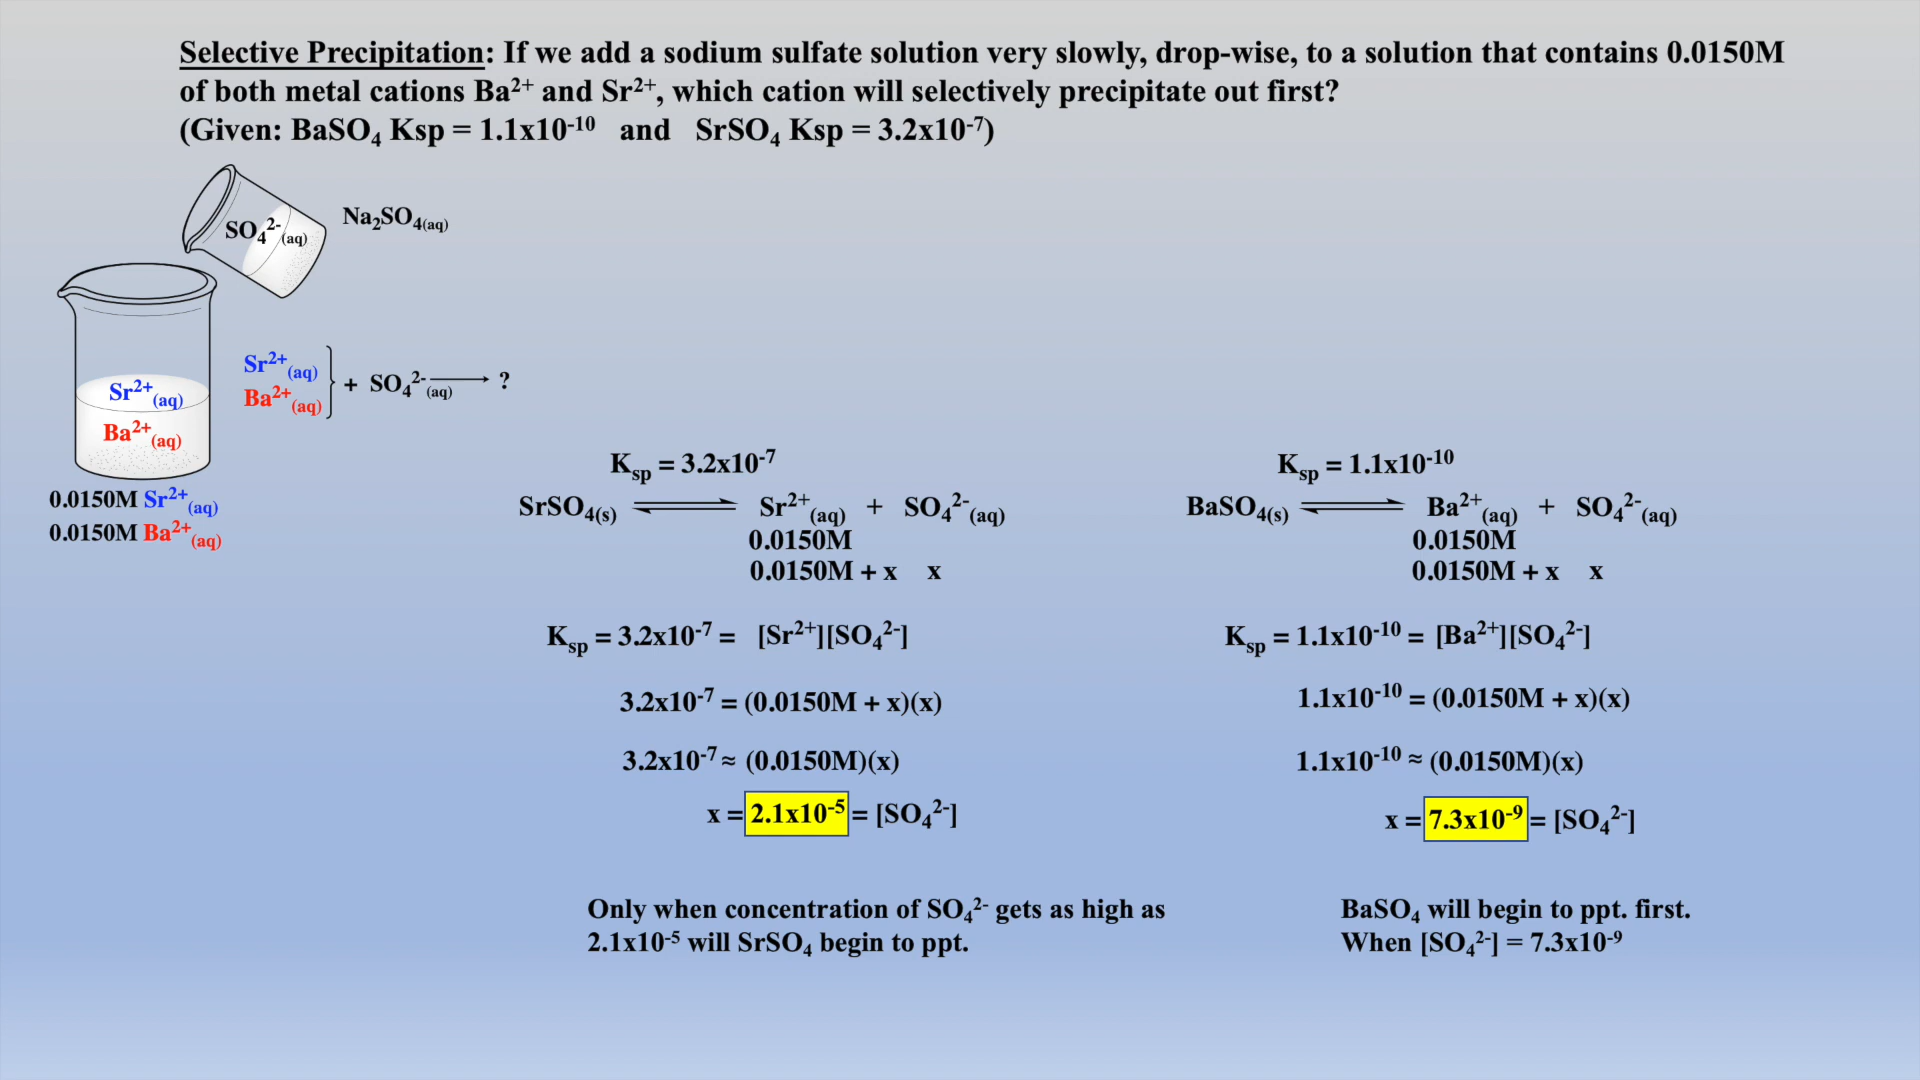 Selective Precipitation: If we add a sodium sulfate solution very slowly, drop-wise, to a solution that contains 0.0150M
of both metal cations Ba²⁺ and Sr²⁺, which cation will selectively precipitate out first?
(Given: BaSO₄ Ksp = 1.1x10⁻¹⁰ and SrSO₄ Ksp = 3.2x10⁻⁷)
SO₄²⁻(aq)
Na₂SO₄(aq)
Sr²⁺(aq)
Ba²⁺(aq)
+ SO₄²⁻(aq) ⟶ ?
Sr²⁺(aq)
Ba²⁺(aq)
0.0150M Sr²⁺(aq)
0.0150M Ba²⁺(aq)
Ksp = 3.2x10⁻⁷
SrSO₄(s) ⇌ Sr²⁺(aq) + SO₄²⁻(aq)
0.0150M
0.0150M + x x
Ksp = 3.2x10⁻⁷ = [Sr²⁺][SO₄²⁻]
3.2x10⁻⁷ = (0.0150M + x)(x)
3.2x10⁻⁷ ≈ (0.0150M)(x)
x = 2.1x10⁻⁵ = [SO₄²⁻]
Only when concentration of SO₄²⁻ gets as high as
2.1x10⁻⁵ will SrSO₄ begin to ppt.
Ksp = 1.1x10⁻¹⁰
BaSO₄(s) ⇌ Ba²⁺(aq) + SO₄²⁻(aq)
0.0150M
0.0150M + x x
Ksp = 1.1x10⁻¹⁰ = [Ba²⁺][SO₄²⁻]
1.1x10⁻¹⁰ = (0.0150M + x)(x)
1.1x10⁻¹⁰ ≈ (0.0150M)(x)
x = 7.3x10⁻⁹ = [SO₄²⁻]
BaSO₄ will begin to ppt. first.
When [SO₄²⁻] = 7.3x10⁻⁹